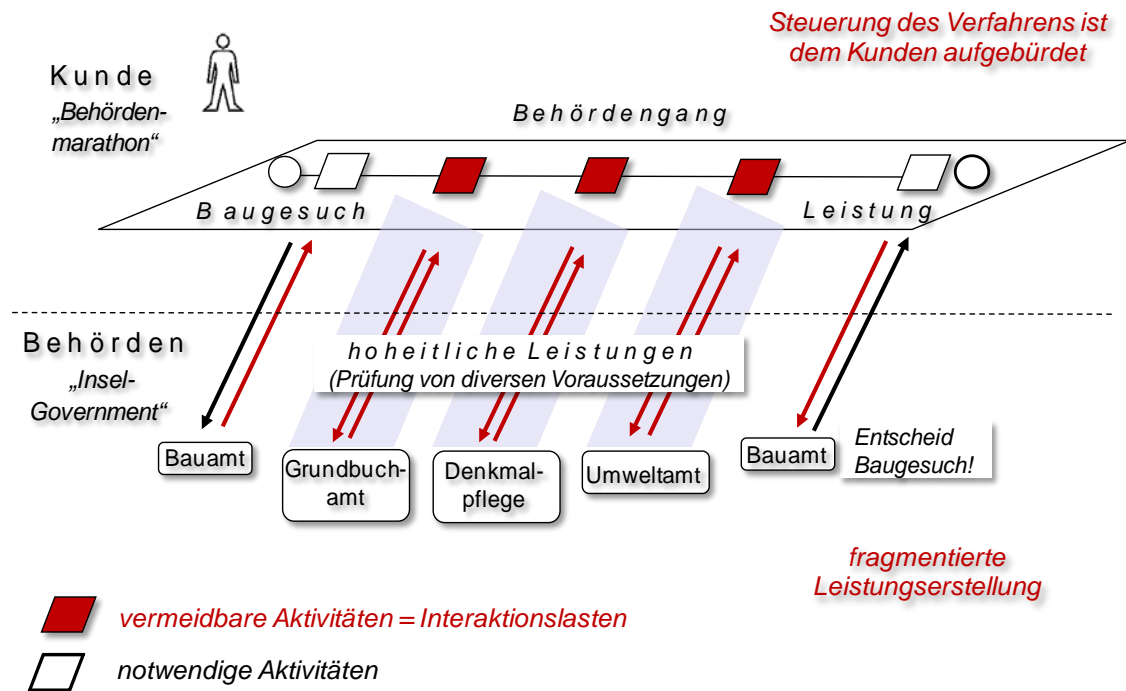 Steuerung des Verfahrens ist
dem Kunden aufgebürdet
Kunde
„Behörden-
marathon“
Behördengang
Baugesuch
Leistung
Behörden
„Insel-
Government“
hoheitliche Leistungen
(Prüfung von diversen Voraussetzungen)
Bauamt
Grundbuch-
amt
Denkmal-
pflege
Umweltamt
Bauamt
Entscheid
Baugesuch!
fragmentierte
Leistungserstellung
vermeidbare Aktivitäten = Interaktionslasten
notwendige Aktivitäten